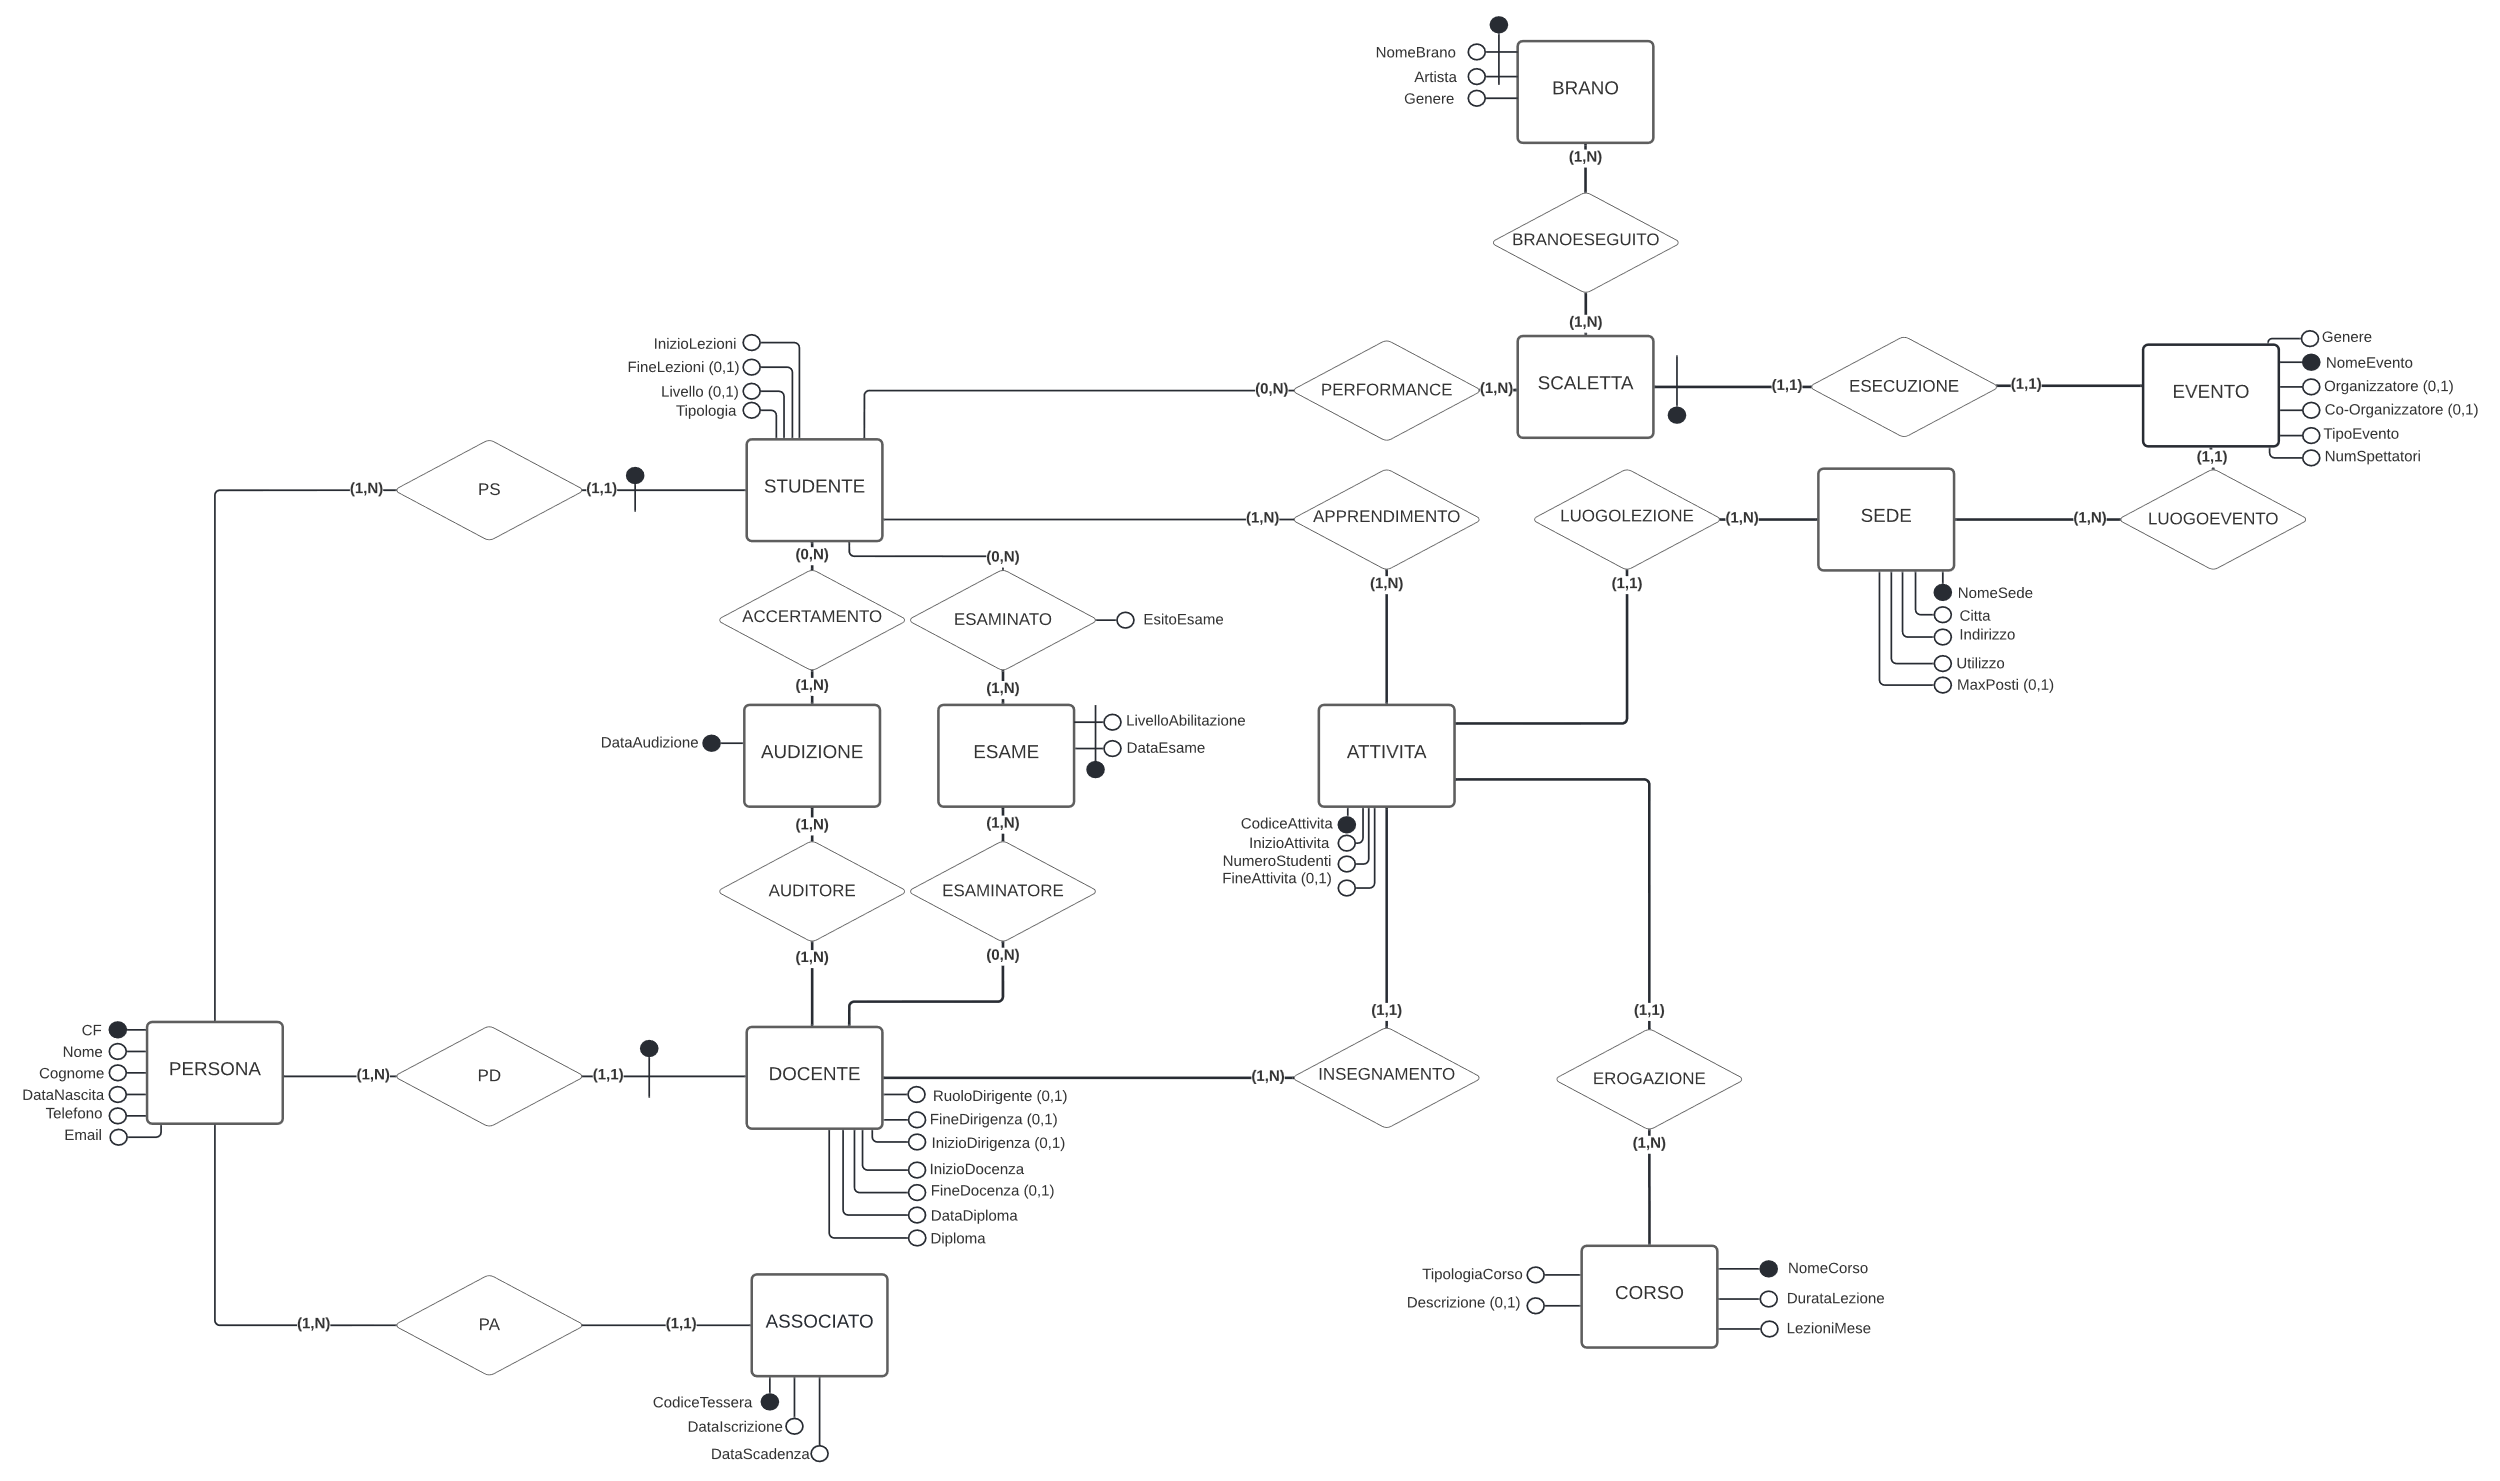 NomeBrano
Artista
Genere
BRANO
(1,N)
BRANOESEGUITO
(1,N)
InizioLezioni
FineLezioni (0,1)
Livello (0,1)
Tipologia
(0,N)
PERFORMANCE
(1,N)
SCALETTA
(1,1)
ESECUZIONE
(1,1)
EVENTO
Genere
NomeEvento
Organizzatore (0,1)
Co-Organizzatore (0,1)
TipoEvento
NumSpettatori
(1,1)
(1,N)
PS
(1,1)
STUDENTE
(1,N)
APPRENDIMENTO
LUOGOLEZIONE
(1,N)
SEDE
(1,N)
LUOGOEVENTO
(0,N)
(0,N)
(1,N)
(1,1)
NomeSede
Citta
Indirizzo
Utilizzo
MaxPosti (0,1)
ACCERTAMENTO
ESAMINATO
EsitoEsame
(1,N)
(1,N)
DataAudizione
AUDIZIONE
ESAME
LivelloAbilitazione
DataEsame
ATTIVITA
(1,N)
(1,N)
CodiceAttivita
InizioAttivita
NumeroStudenti
FineAttivita (0,1)
AUDITORE
ESAMINATORE
(1,N)
(0,N)
(1,1)
(1,1)
CF
Nome
Cognome
DataNascita
Telefono
Email
PERSONA
(1,N)
PD
(1,1)
DOCENTE
(1,N)
INSEGNAMENTO
EROGAZIONE
RuoloDirigente (0,1)
FineDirigenza (0,1)
InizioDirigenza (0,1)
InizioDocenza
FineDocenza (0,1)
DataDiploma
Diploma
(1,N)
(1,N)
PA
(1,1)
ASSOCIATO
CodiceTessera
DataIscrizione
DataScadenza
TipologiaCorso
Descrizione (0,1)
CORSO
NomeCorso
DurataLezione
LezioniMese